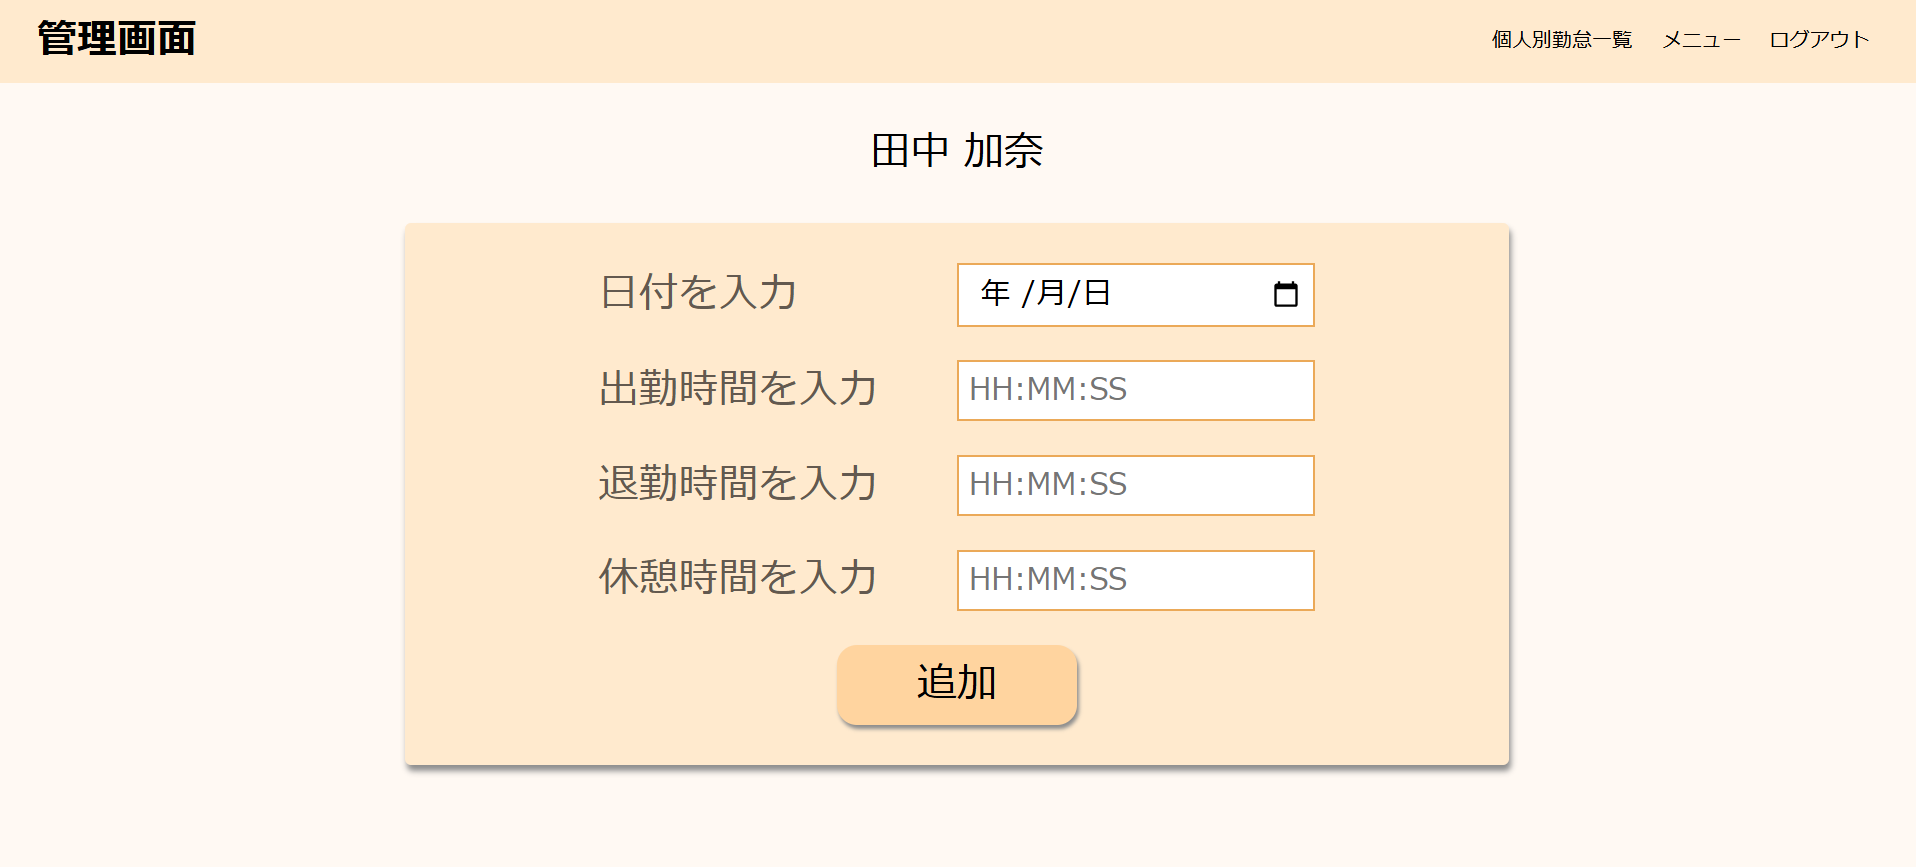 管理画面
個人別勤怠一覧 メニュー ログアウト
田中 加奈
日付を入力 年 /月/日
出勤時間を入力 HH:MM:SS
退勤時間を入力 HH:MM:SS
休憩時間を入力 HH:MM:SS
追加